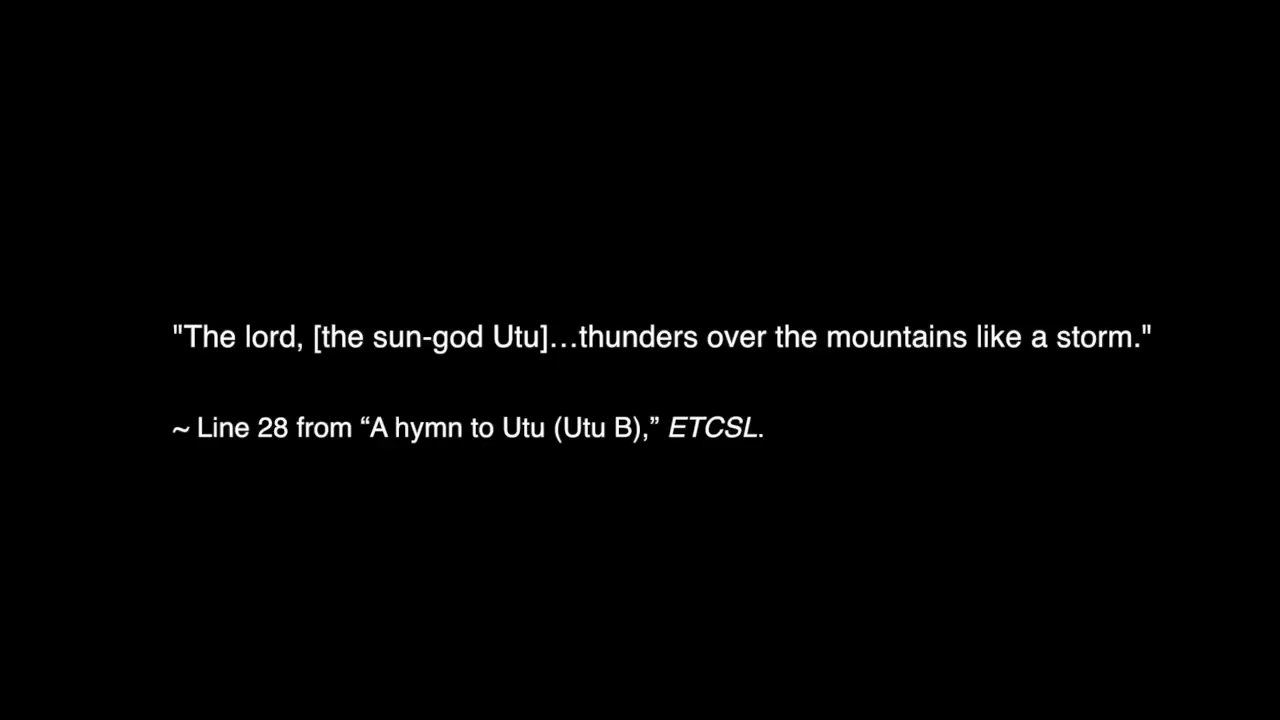 "The lord, [the sun-god Utu]…thunders over the mountains like a storm."
~ Line 28 from “A hymn to Utu (Utu B),” ETCSL.